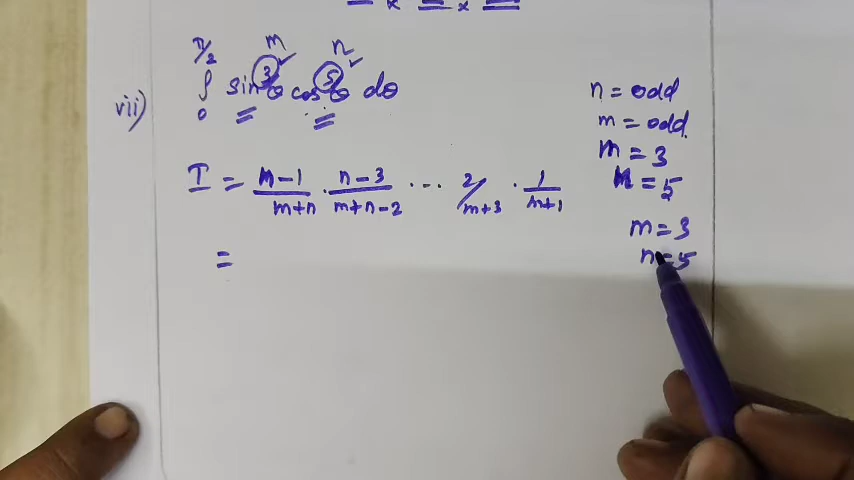 x x
vii) ∫₀^(π/2) sin³θ cos⁵θ dθ
m n
n = odd
m = odd.
m = 3
n = 5
I = n-1/m+n · n-3/m+n-2 ... 2/m+3 · 1/m+1
m = 3
n = 5
=